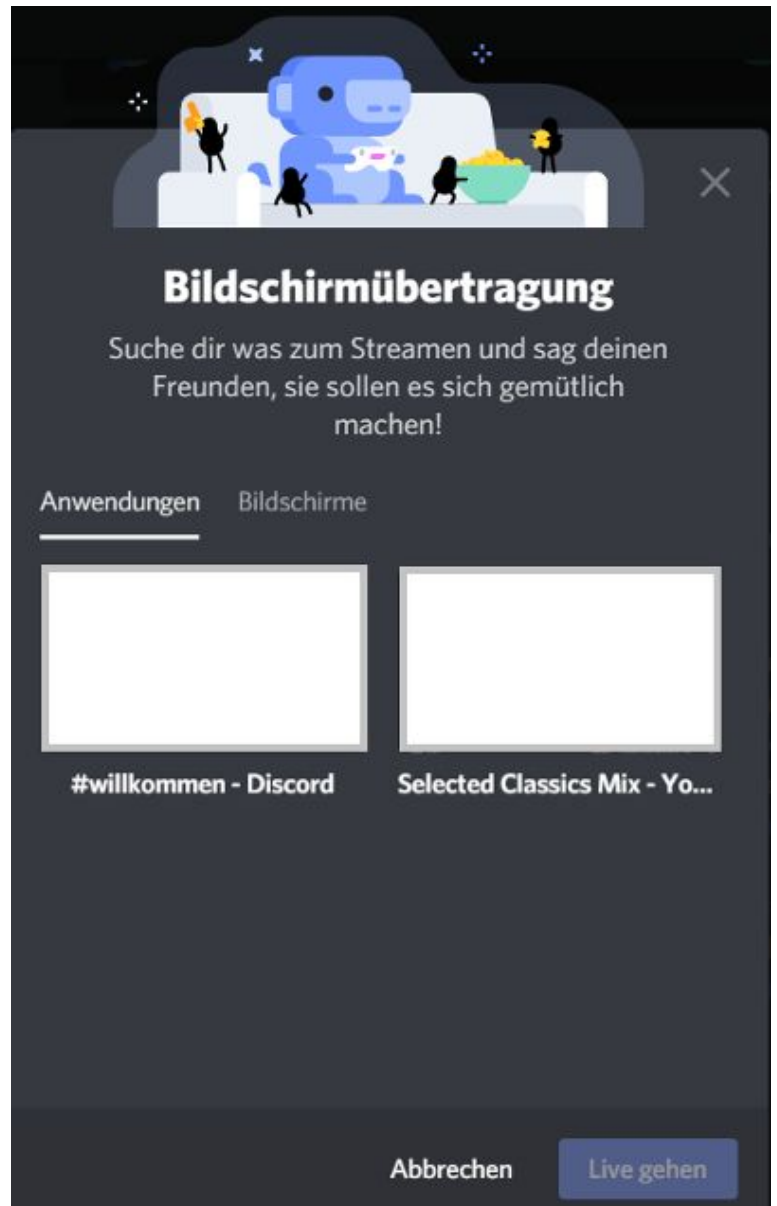 Bildschirmübertragung
Suche dir was zum Streamen und sag deinen
Freunden, sie sollen es sich gemütlich
machen!
Anwendungen Bildschirme
#willkommen - Discord Selected Classics Mix - Yo...
Abbrechen Live gehen